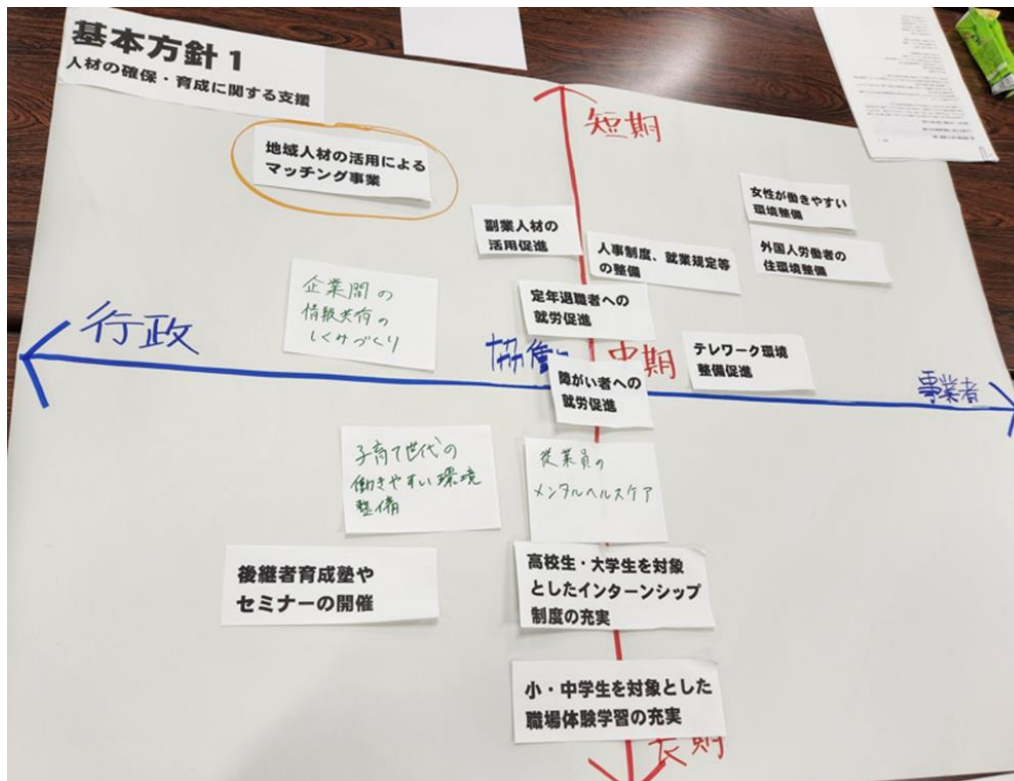 基本方針1
人材の確保・育成に関する支援
短期
地域人材の活用による
マッチング事業
女性が働きやすい
環境整備
副業人材の
活用促進
人事制度、就業規定等
の整備
外国人労働者の
住環境整備
企業間の
情報共有の
しくみづくり
定年退職者への
就労促進
行政
協働
中期
テレワーク環境
整備促進
事業者
障がい者への
就労促進
子育て世代の
働きやすい環境
整備
従業員の
メンタルヘルスケア
後継者育成塾や
セミナーの開催
高校生・大学生を対象
としたインターンシップ
制度の充実
小・中学生を対象とした
職場体験学習の充実
長期